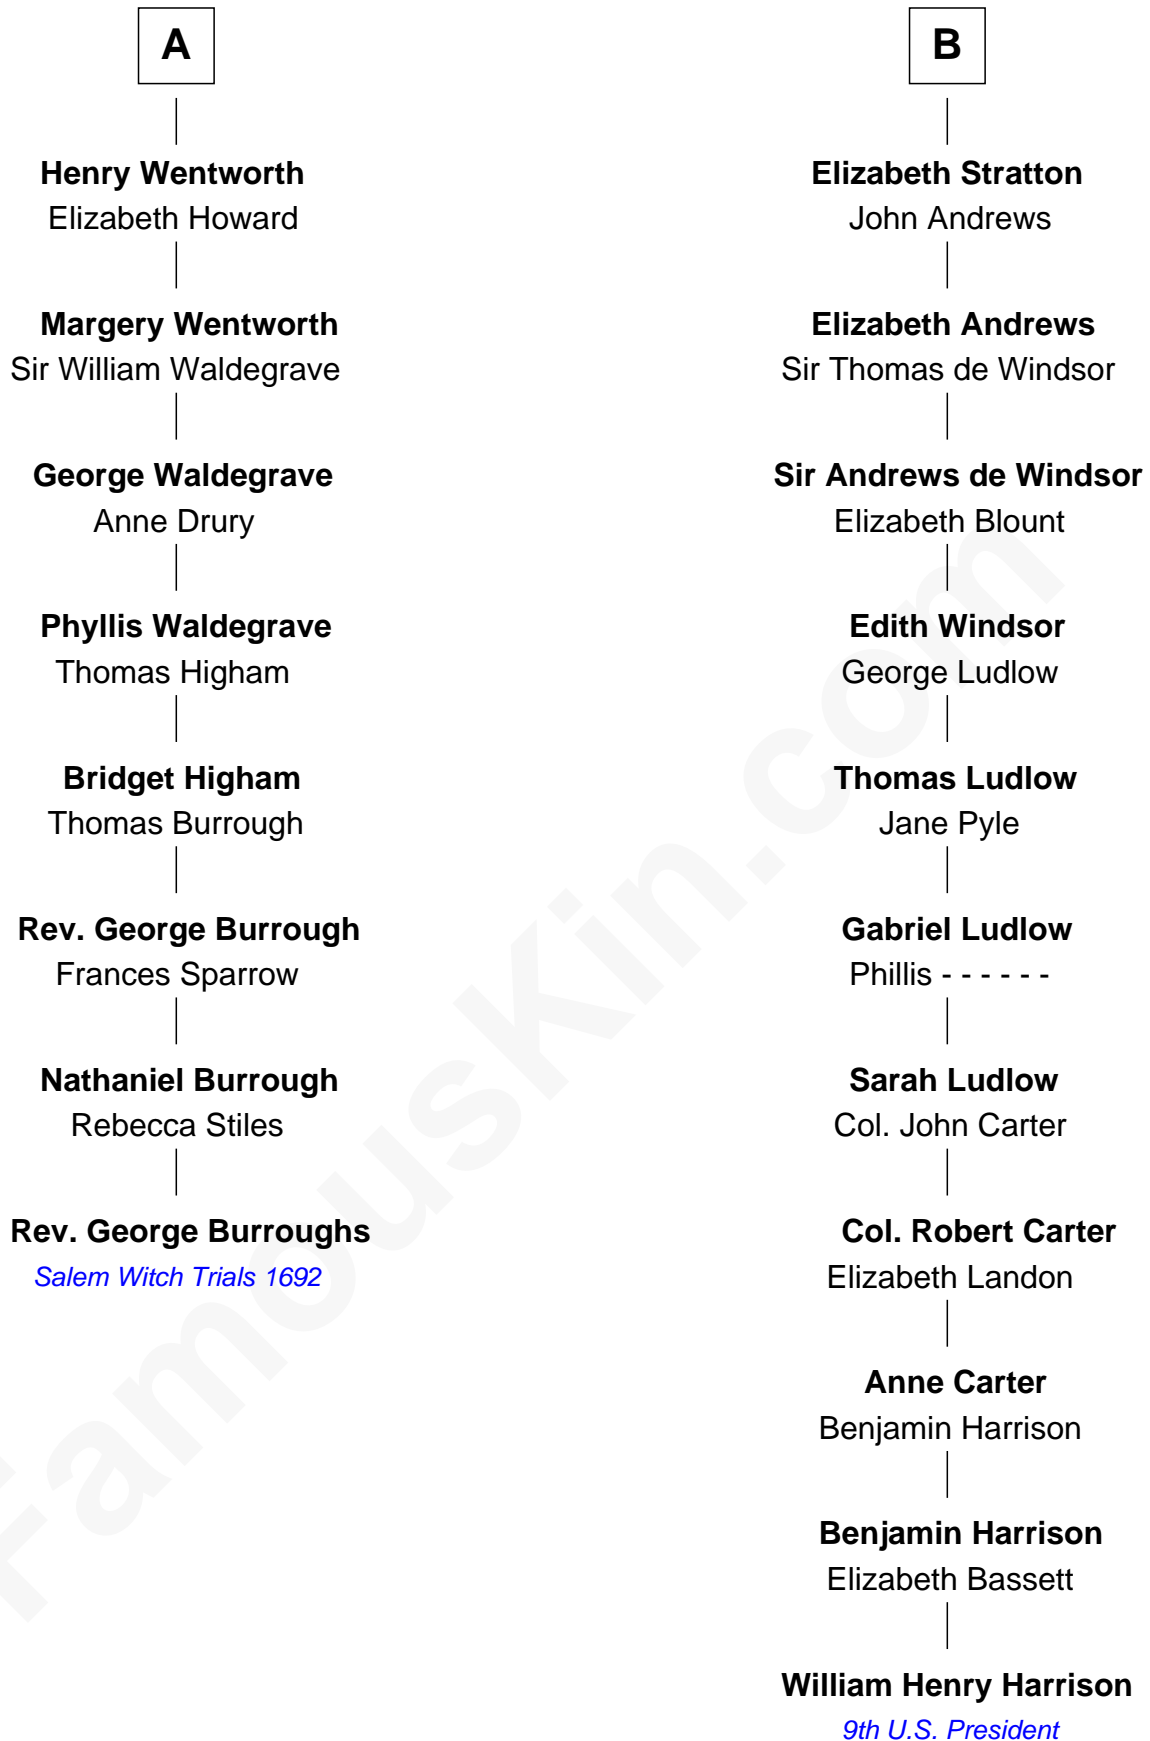 A
Henry Wentworth
Elizabeth Howard
Margery Wentworth
Sir William Waldegrave
George Waldegrave
Anne Drury
Phyllis Waldegrave
Thomas Higham
Bridget Higham
Thomas Burrough
Rev. George Burrough
Frances Sparrow
Nathaniel Burrough
Rebecca Stiles
Rev. George Burroughs
Salem Witch Trials 1692
B
Elizabeth Stratton
John Andrews
Elizabeth Andrews
Sir Thomas de Windsor
Sir Andrews de Windsor
Elizabeth Blount
Edith Windsor
George Ludlow
Thomas Ludlow
Jane Pyle
Gabriel Ludlow
Phillis - - - - - -
Sarah Ludlow
Col. John Carter
Col. Robert Carter
Elizabeth Landon
Anne Carter
Benjamin Harrison
Benjamin Harrison
Elizabeth Bassett
William Henry Harrison
9th U.S. President
FamousKin.com